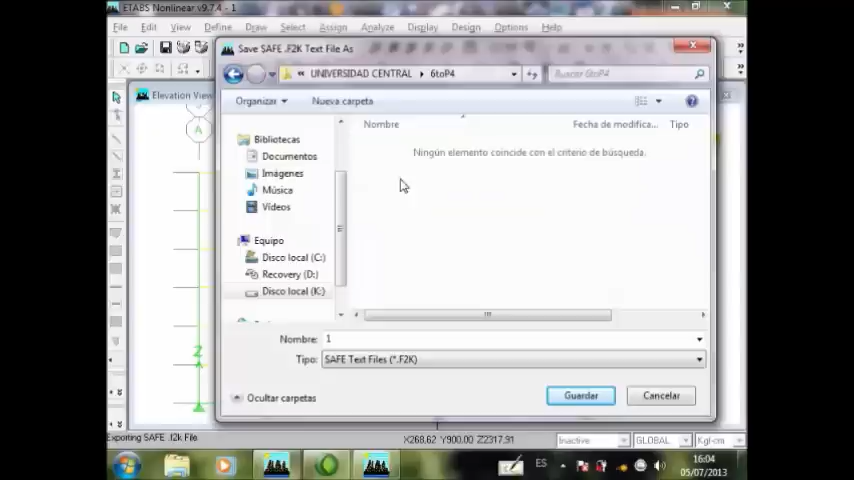 ETABS Nonlinear v9.7.4 - 1
File Edit View Define Draw Select Assign Analyze Display Design Options Help
Save SAFE .F2K Text File As
« UNIVERSIDAD CENTRAL ▸ 6toP4
Buscar 6toP4
Organizar Nueva carpeta
Nombre Fecha de modifica... Tipo
Ningún elemento coincide con el criterio de búsqueda.
Bibliotecas
Documentos
Imágenes
Música
Vídeos
Equipo
Disco local (C:)
Recovery (D:)
Disco local (K:)
Nombre: 1
Tipo: SAFE Text Files (*.F2K)
Ocultar carpetas Guardar Cancelar
Elevation View
A
Z
Exporting SAFE .f2k File X268.62 Y900.00 Z2317.91 Inactive GLOBAL Kgf-cm
ES 16:04
05/07/2013